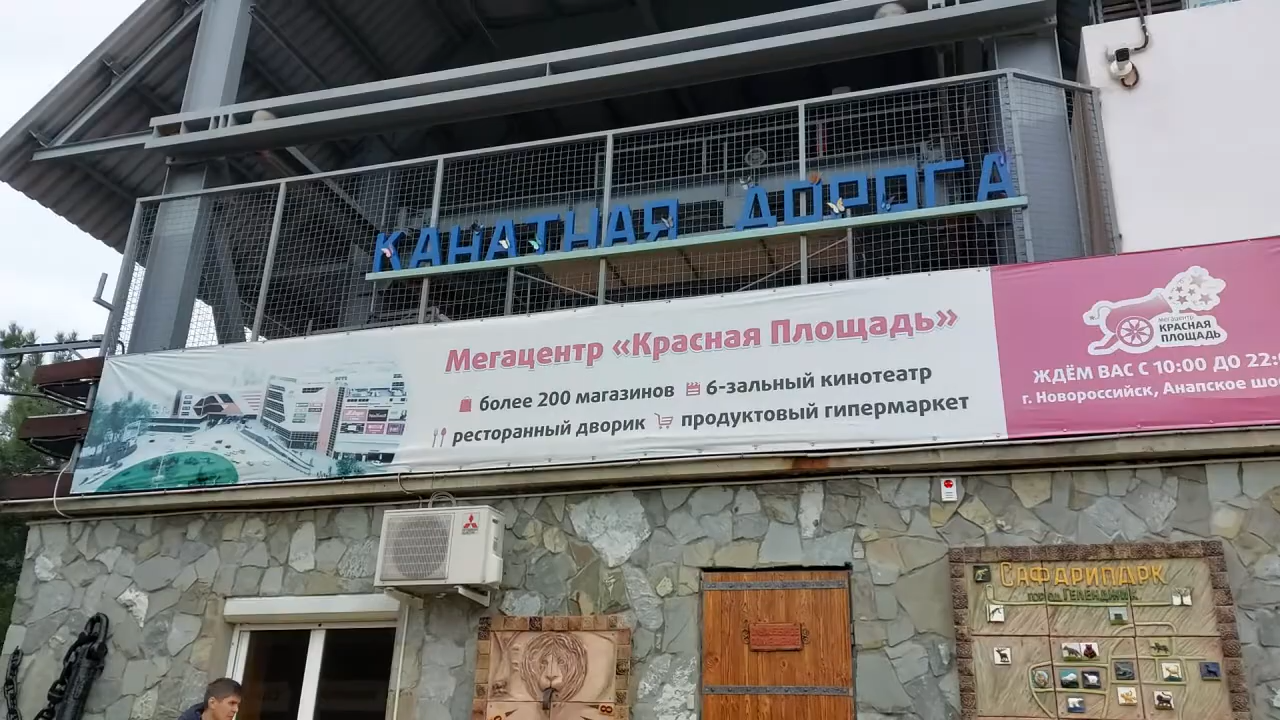 КАНАТНАЯ ДОРОГА
Мегацентр «Красная Площадь»
более 200 магазинов 6-зальный кинотеатр
ресторанный дворик продуктовый гипермаркет
МЕГАЦЕНТР
КРАСНАЯ
ПЛОЩАДЬ
ЖДЁМ ВАС С 10:00 ДО 22:
г. Новороссийск, Анапское шо
САФАРИПАРК
ГОРОД ГЕЛЕНДЖИК